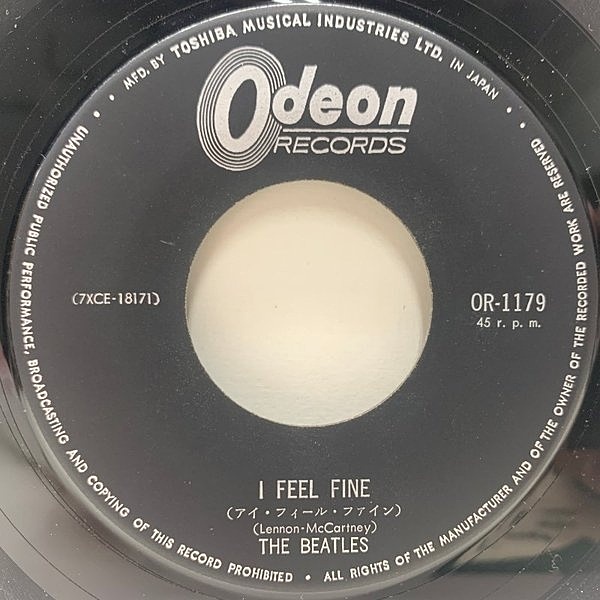 MFD. BY TOSHIBA MUSICAL INDUSTRIES LTD. IN JAPAN
Odeon
RECORDS
(7XCE-18171)
OR-1179
45 r. p. m.
I FEEL FINE
(アイ・フィール・ファイン)
(Lennon-McCartney)
THE BEATLES
UNAUTHORIZED PUBLIC PERFORMANCE, BROADCASTING AND COPYING OF THIS RECORD PROHIBITED • ALL RIGHTS OF THE MANUFACTURER AND OF THE OWNER OF THE RECORDED WORK ARE RESERVED